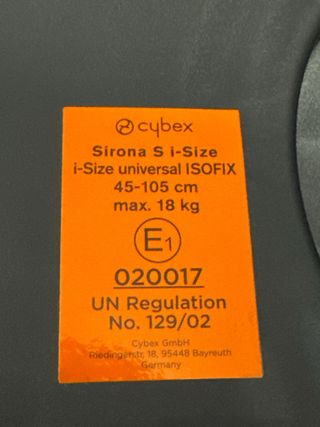 cybex
Sirona S i-Size
i-Size universal ISOFIX
45-105 cm
max. 18 kg
E1
020017
UN Regulation
No. 129/02
Cybex GmbH
Riedingerstr. 18, 95448 Bayreuth
Germany